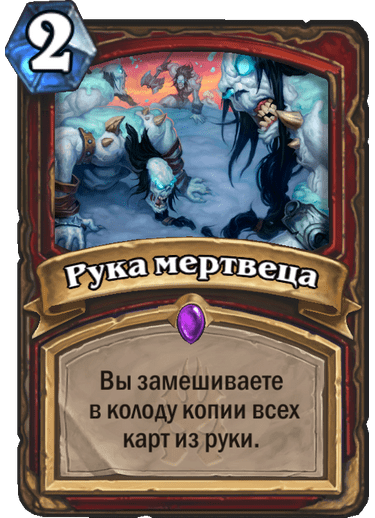 2
Рука мертвеца
Вы замешиваете
в колоду копии всех
карт из руки.